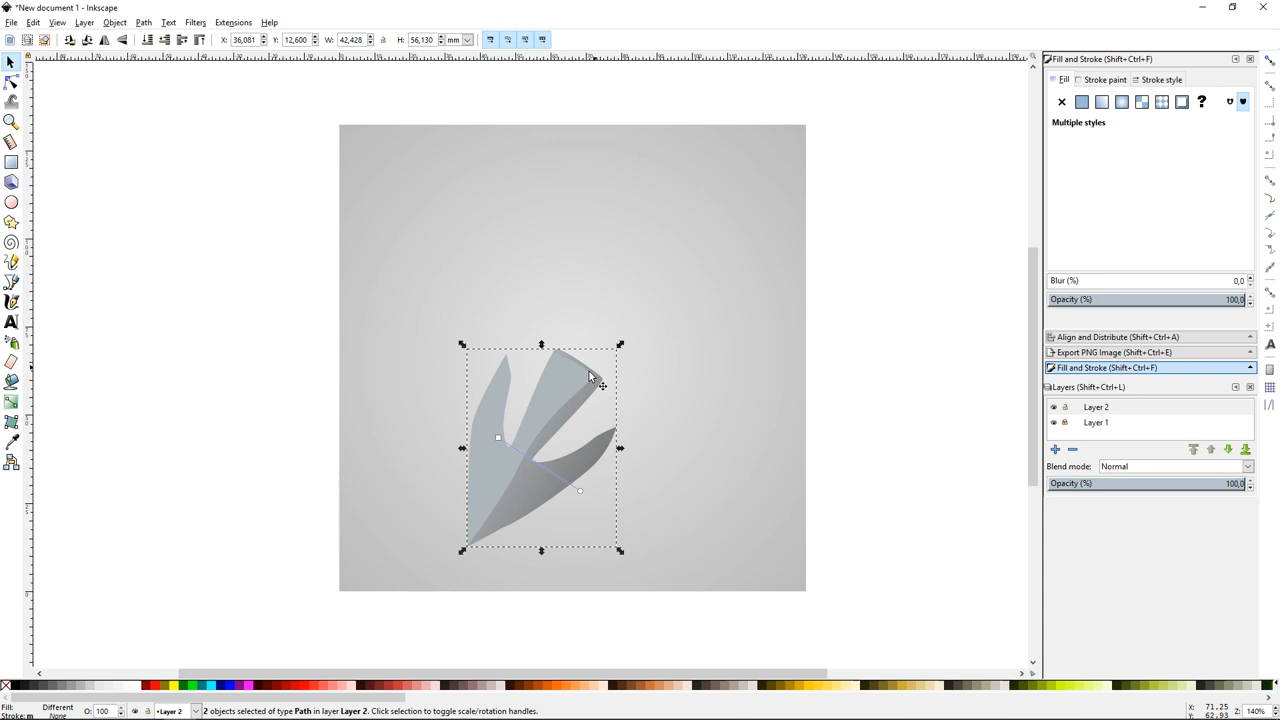 *New document 1 - Inkscape
File Edit View Layer Object Path Text Filters Extensions Help
X: 36,081 Y: 12,600 W: 42,428 H: 56,130 mm
Fill and Stroke (Shift+Ctrl+F)
Fill Stroke paint Stroke style
Multiple styles
Blur (%) 0,0
Opacity (%) 100,0
Align and Distribute (Shift+Ctrl+A)
Export PNG Image (Shift+Ctrl+E)
Fill and Stroke (Shift+Ctrl+F)
Layers (Shift+Ctrl+L)
Layer 2
Layer 1
Blend mode: Normal
Opacity (%) 100,0
Fill: Different
Stroke: None
O: 100
Layer 2
2 objects selected of type Path in layer Layer 2. Click selection to toggle scale/rotation handles.
X: 71,25
Y: 62,93
Z: 140%